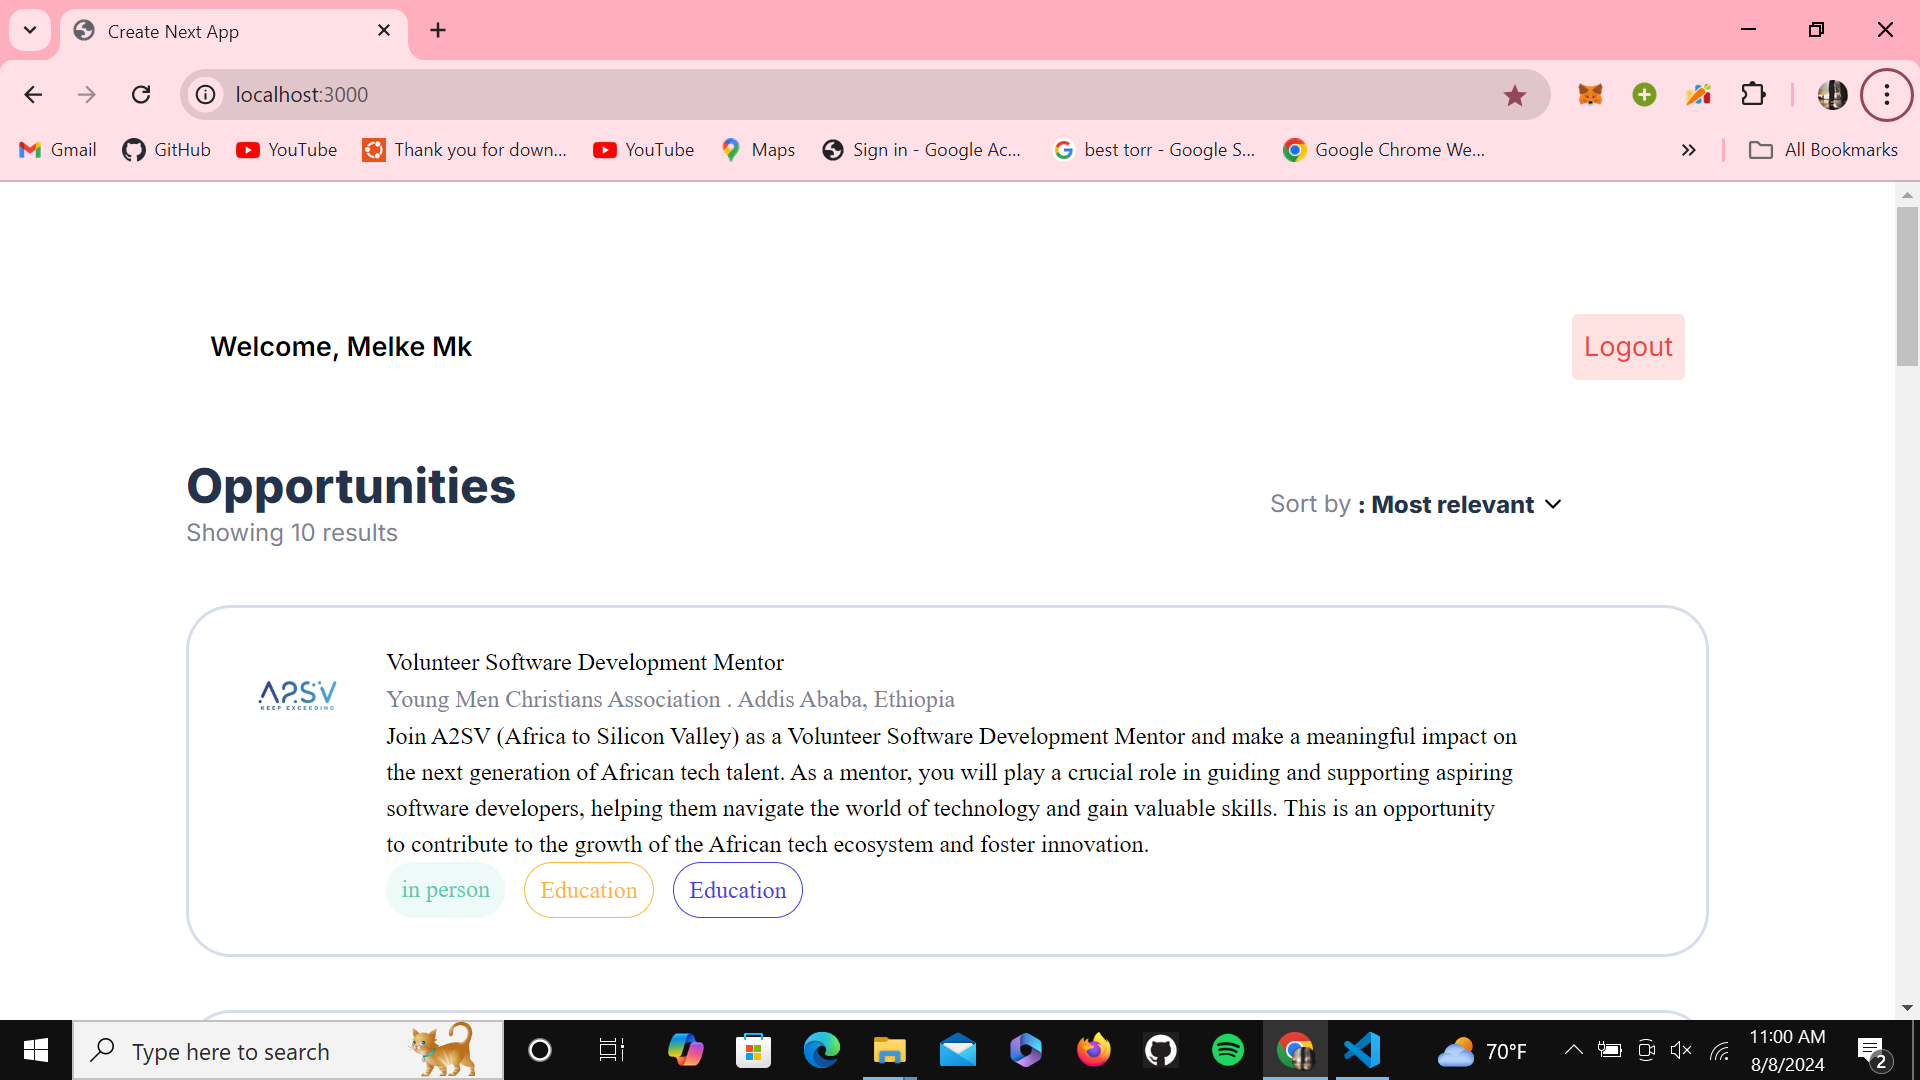 Create Next App
localhost:3000
Gmail
GitHub
YouTube
Thank you for down...
YouTube
Maps
Sign in - Google Ac...
best torr - Google S...
Google Chrome We...
All Bookmarks
Welcome, Melke Mk
Logout
Opportunities
Showing 10 results
Sort by : Most relevant
A2SV
KEEP EXCEEDING
Volunteer Software Development Mentor
Young Men Christians Association . Addis Ababa, Ethiopia
Join A2SV (Africa to Silicon Valley) as a Volunteer Software Development Mentor and make a meaningful impact on
the next generation of African tech talent. As a mentor, you will play a crucial role in guiding and supporting aspiring
software developers, helping them navigate the world of technology and gain valuable skills. This is an opportunity
to contribute to the growth of the African tech ecosystem and foster innovation.
in person
Education
Education
Type here to search
70°F
11:00 AM
8/8/2024
2